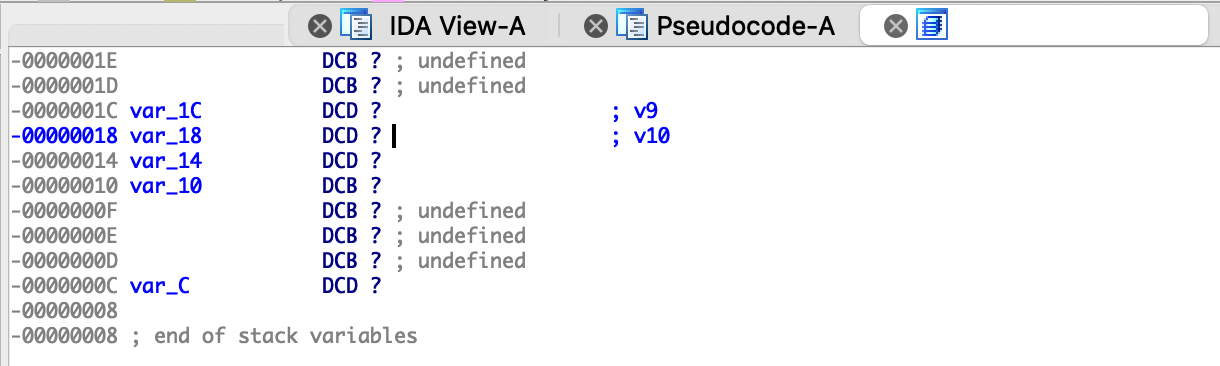 IDA View-A Pseudocode-A
-0000001E DCB ? ; undefined
-0000001D DCB ? ; undefined
-0000001C var_1C DCD ? ; v9
-00000018 var_18 DCD ? ; v10
-00000014 var_14 DCD ?
-00000010 var_10 DCB ?
-0000000F DCB ? ; undefined
-0000000E DCB ? ; undefined
-0000000D DCB ? ; undefined
-0000000C var_C DCD ?
-00000008
-00000008 ; end of stack variables